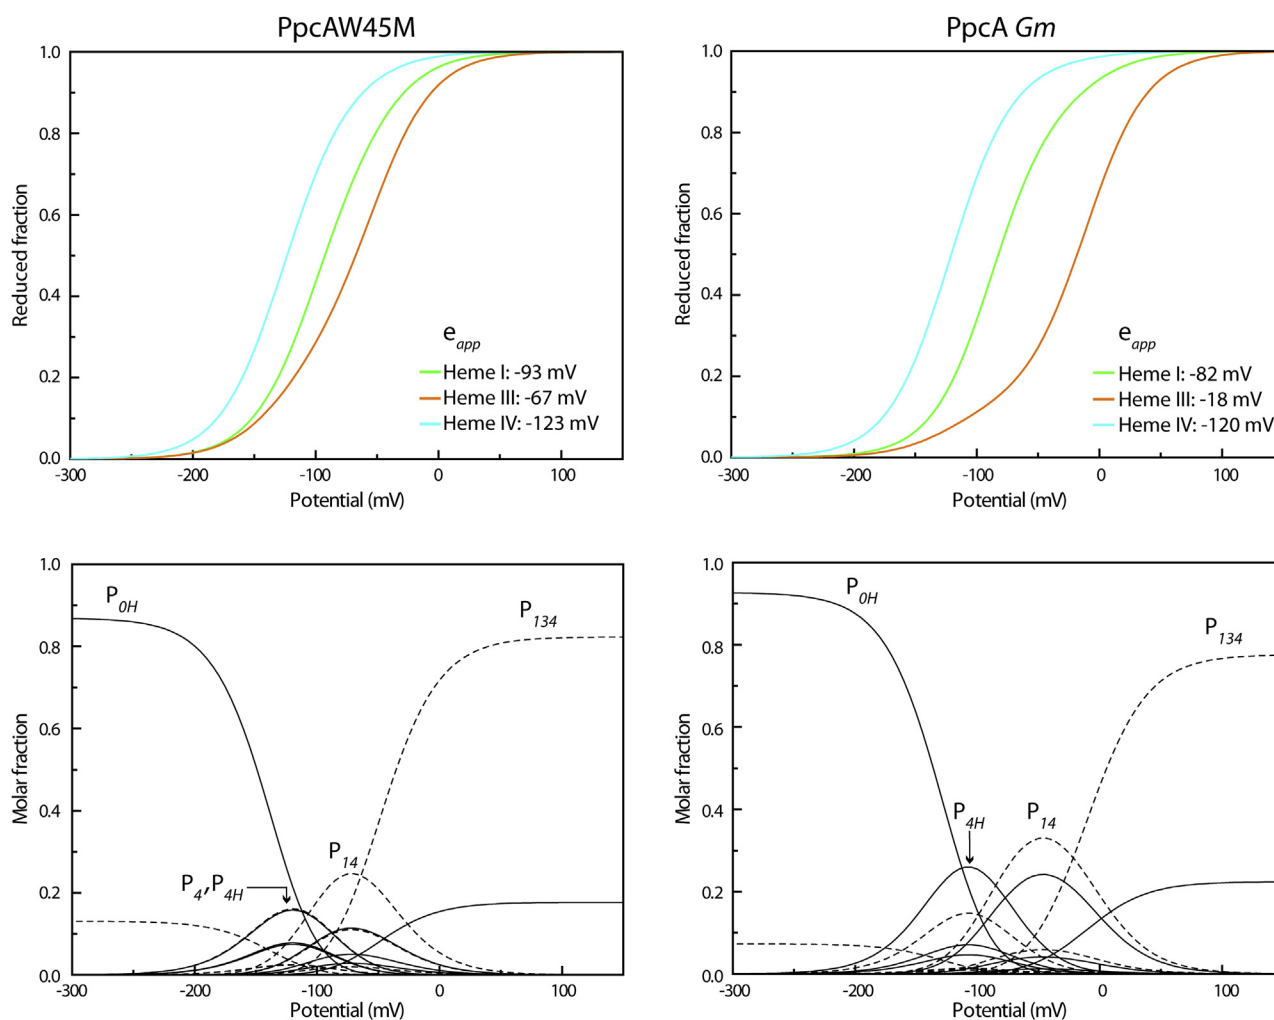 PpcAW45M
1.0
0.8
0.6
0.4
0.2
0.0
Reduced fraction
e_app
Heme I: -93 mV
Heme III: -67 mV
Heme IV: -123 mV
-300 -200 -100 0 100
Potential (mV)
PpcA Gm
1.0
0.8
0.6
0.4
0.2
0.0
Reduced fraction
e_app
Heme I: -82 mV
Heme III: -18 mV
Heme IV: -120 mV
-300 -200 -100 0 100
Potential (mV)
1.0
0.8
0.6
0.4
0.2
0.0
Molar fraction
P_0H
P_134
P_14
P_4,P_4H
-300 -200 -100 0 100
Potential (mV)
1.0
0.8
0.6
0.4
0.2
0.0
Molar fraction
P_0H
P_134
P_4H P_14
-300 -200 -100 0 100
Potential (mV)